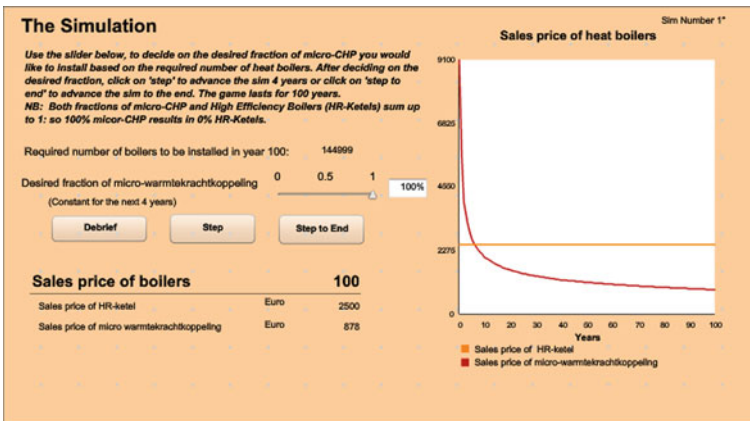 The Simulation
Use the slider below, to decide on the desired fraction of micro-CHP you would
like to install based on the required number of heat boilers. After deciding on the
desired fraction, click on 'step' to advance the sim 4 years or click on 'step to
end' to advance the sim to the end. The game lasts for 100 years.
NB: Both fractions of micro-CHP and High Efficiency Boilers (HR-Ketels) sum up
to 1: so 100% micor-CHP results in 0% HR-Ketels.
Required number of boilers to be installed in year 100: 144999
Desired fraction of micro-warmtekrachtkoppeling 0 0.5 1 100%
(Constant for the next 4 years)
Debrief Step Step to End
Sales price of boilers 100
Sales price of HR-ketel Euro 2500
Sales price of micro warmtekrachtkoppeling Euro 878
Sim Number 1"
Sales price of heat boilers
9100
6825
4550
2275
0
0 10 20 30 40 50 60 70 80 90 100
Years
Sales price of HR-ketel
Sales price of micro-warmtekrachtkoppeling